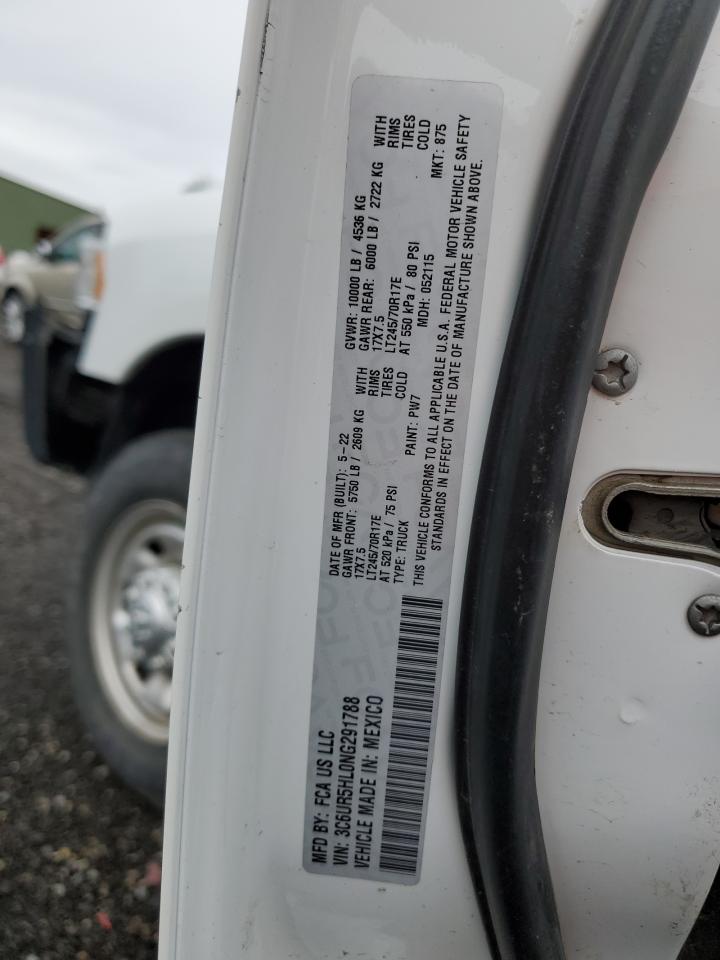 MFD BY: FCA US LLC
DATE OF MFR (BUILT): 5-22
GVWR: 10000 LB / 4536 KG
VIN: 3C6UR5HL0NG291788
GAWR FRONT: 5750 LB / 2609 KG WITH
GAWR REAR: 6000 LB / 2722 KG WITH
17X7.5 RIMS
17X7.5 RIMS
VEHICLE MADE IN: MEXICO
LT245/70R17E TIRES
LT245/70R17E TIRES
AT 520 kPa / 75 PSI COLD
AT 550 kPa / 80 PSI COLD
TYPE: TRUCK PAINT: PW7 MDH: 052115 MKT: 875
THIS VEHICLE CONFORMS TO ALL APPLICABLE U.S.A. FEDERAL MOTOR VEHICLE SAFETY
STANDARDS IN EFFECT ON THE DATE OF MANUFACTURE SHOWN ABOVE.